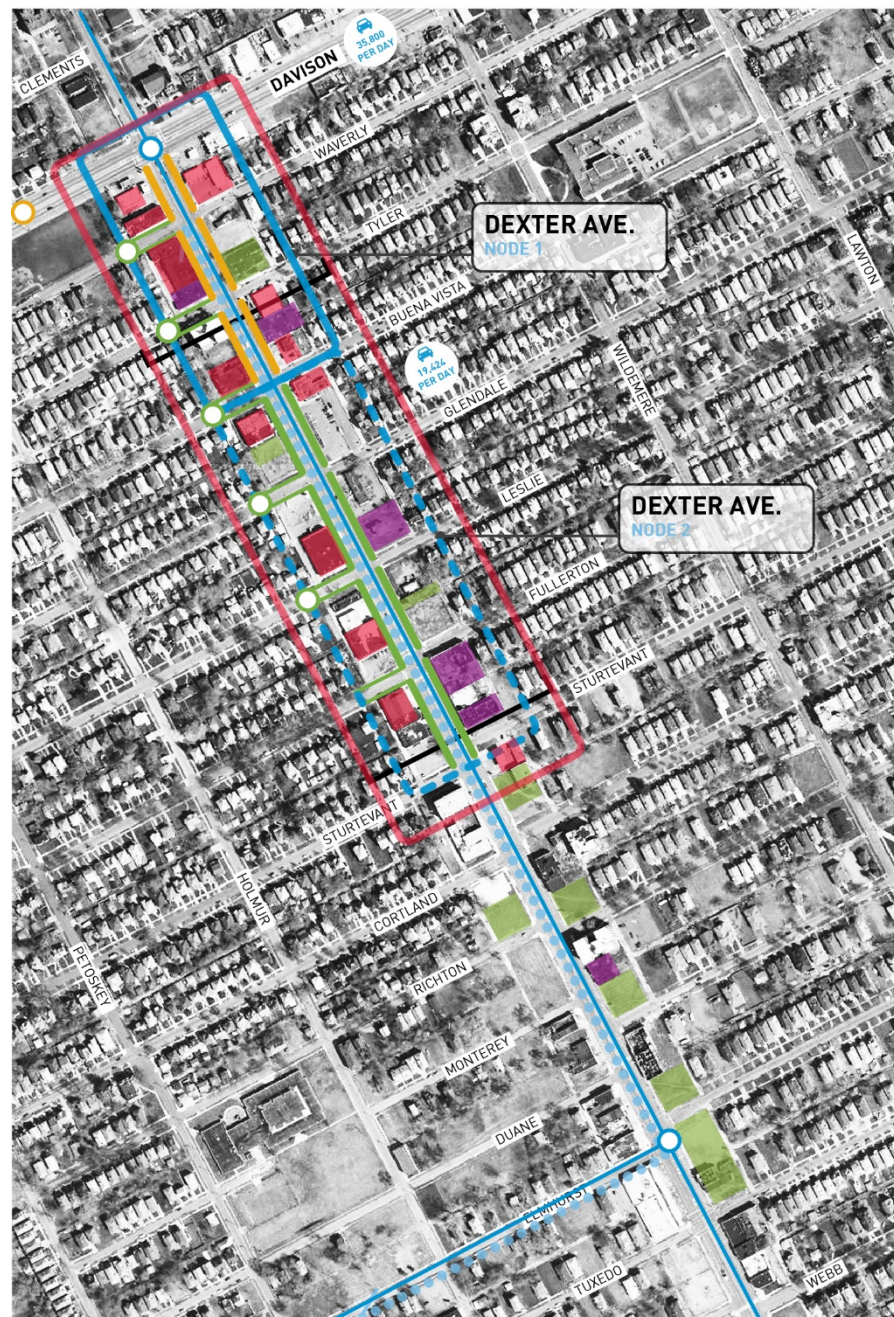 CLEMENTS
DAVISON
35,800
PER DAY
WAVERLY
TYLER
DEXTER AVE.
NODE 1
LAWTON
BUENA VISTA
19,424
PER DAY
GLENDALE
WILDEMERE
LESLIE
DEXTER AVE.
NODE 2
FULLERTON
STURTEVANT
STURTEVANT
HOLMUR
CORTLAND
PETOSKEY
RICHTON
MONTEREY
DUANE
ELMHURST
TUXEDO
WEBB